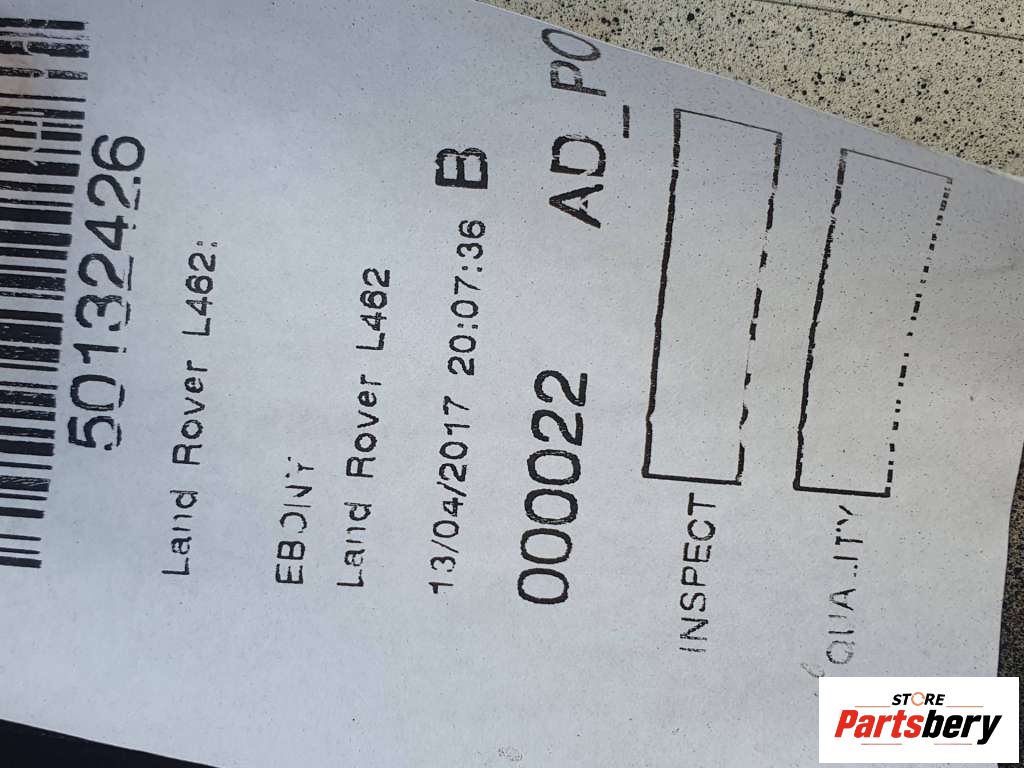 50132426
Land Rover L462:
EBONY
Land Rover L462
13/04/2017 20:07:36 B
000022 AD_PO
INSPECT
QUALITY
STORE
Partsbery